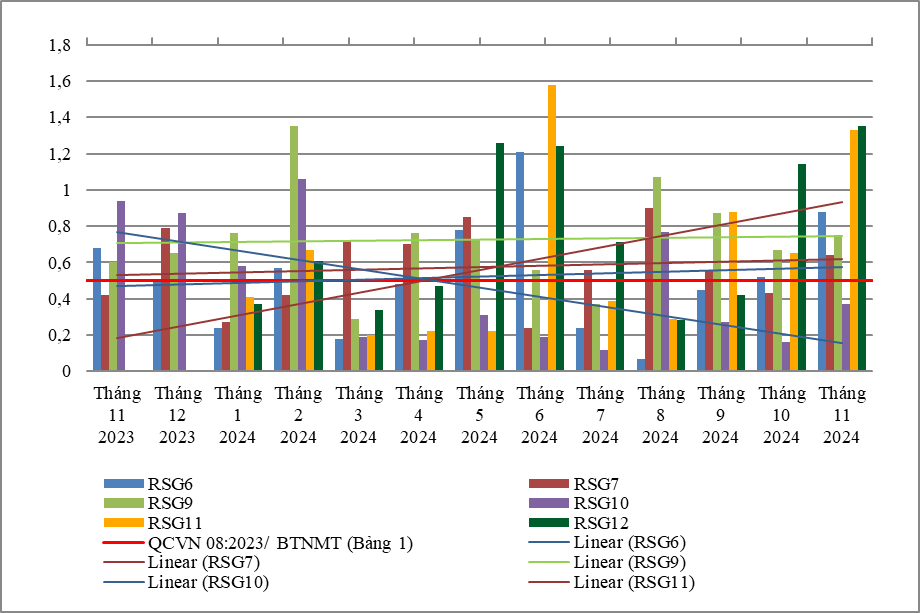 1,8
1,6
1,4
1,2
1
0,8
0,6
0,4
0,2
0
Tháng Tháng Tháng Tháng Tháng Tháng Tháng Tháng Tháng Tháng Tháng Tháng Tháng
11 12 1 2 3 4 5 6 7 8 9 10 11
2023 2023 2024 2024 2024 2024 2024 2024 2024 2024 2024 2024 2024
RSG6 RSG7
RSG9 RSG10
RSG11 RSG12
QCVN 08:2023/ BTNMT (Bảng 1) Linear (RSG6)
Linear (RSG7) Linear (RSG9)
Linear (RSG10) Linear (RSG11)